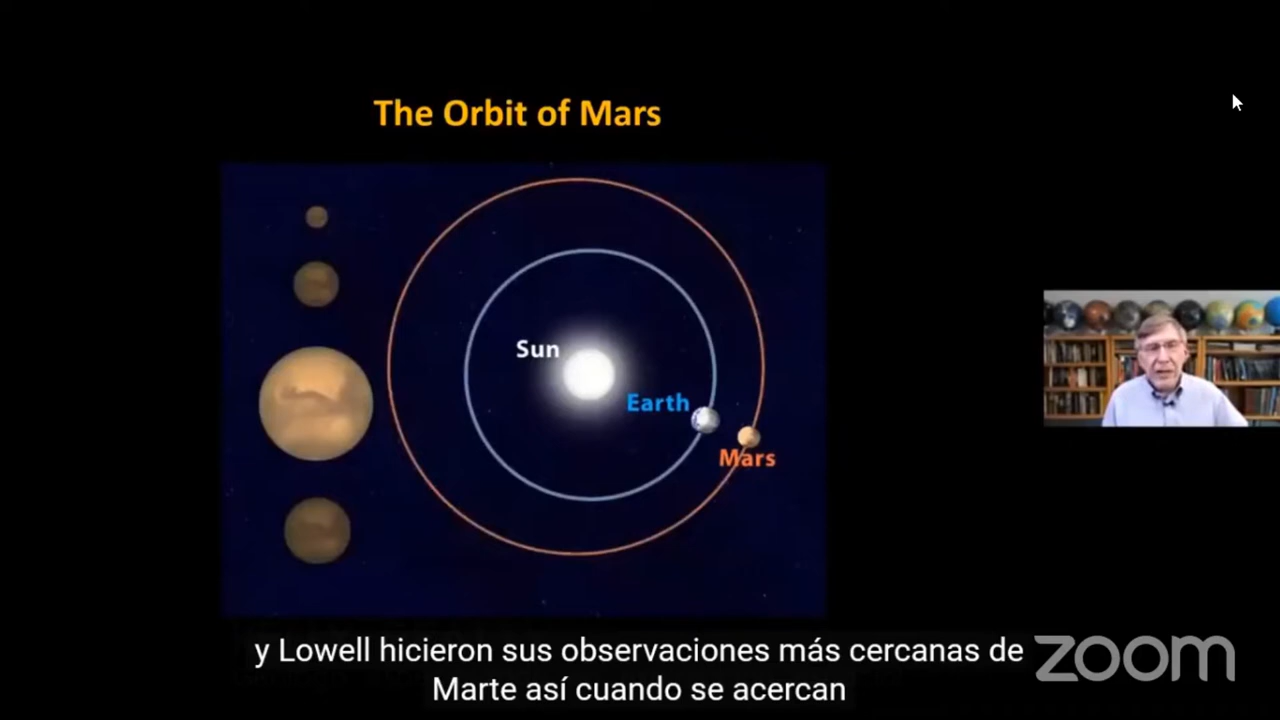 The Orbit of Mars
Sun
Earth
Mars
y Lowell hicieron sus observaciones más cercanas de
Marte así cuando se acercan
zoom